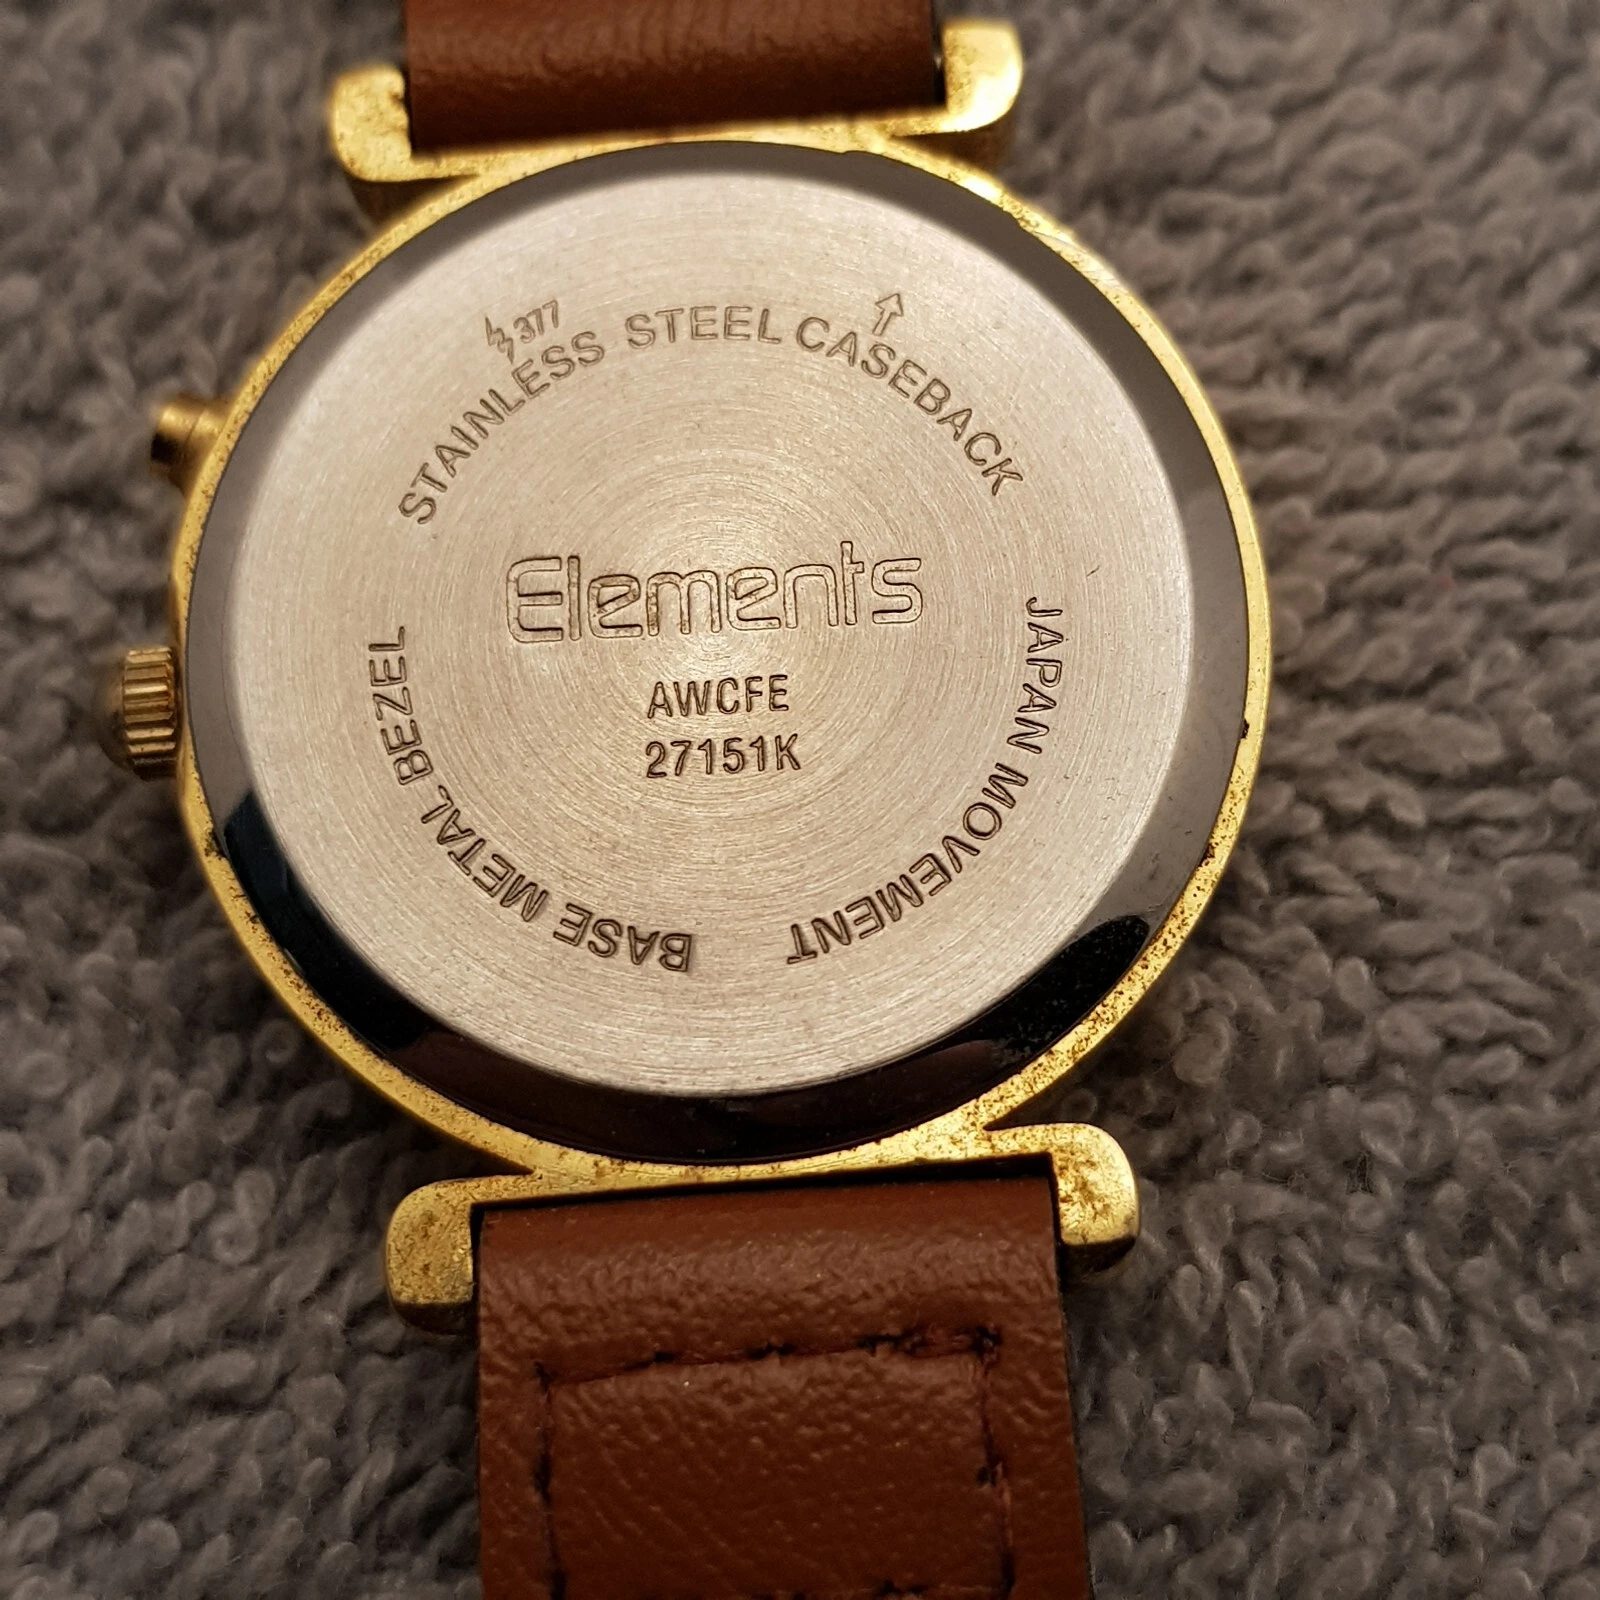 377
STAINLESS STEEL CASEBACK
Elements
AWCFE
27151K
JAPAN MOVEMENT
BASE METAL BEZEL